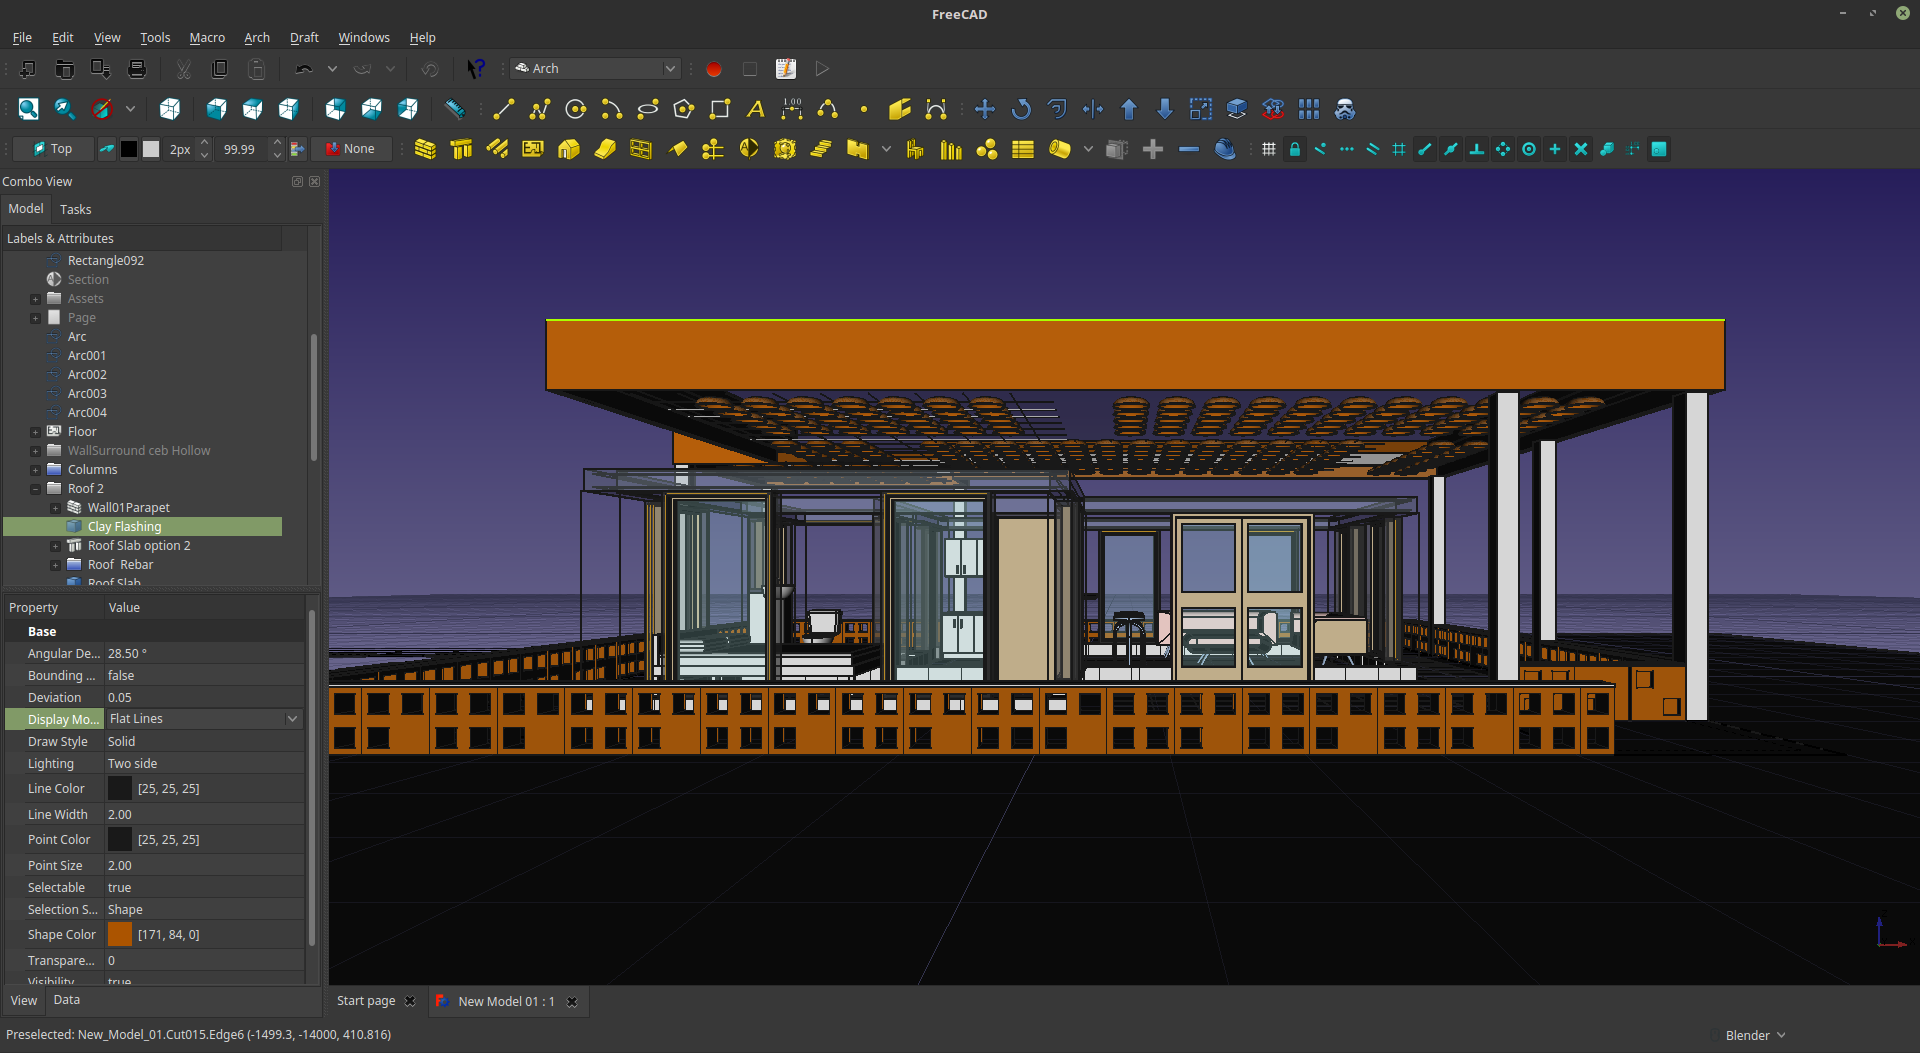 FreeCAD
File Edit View Tools Macro Arch Draft Windows Help
Arch
A 1.00
Top 2px 99.99 None
Combo View
Model Tasks
Labels & Attributes
Rectangle092
Section
Assets
Page
Arc
Arc001
Arc002
Arc003
Arc004
Floor
WallSurround ceb Hollow
Columns
Roof 2
Wall01Parapet
Clay Flashing
Roof Slab option 2
Roof Rebar
Roof Slab
Property Value
Base
Angular De... 28.50 °
Bounding ... false
Deviation 0.05
Display Mo... Flat Lines
Draw Style Solid
Lighting Two side
Line Color [25, 25, 25]
Line Width 2.00
Point Color [25, 25, 25]
Point Size 2.00
Selectable true
Selection S... Shape
Shape Color [171, 84, 0]
Transpare... 0
Visibility true
View Data
Start page New Model 01 : 1
Preselected: New_Model_01.Cut015.Edge6 (-1499.3, -14000, 410.816)
Blender